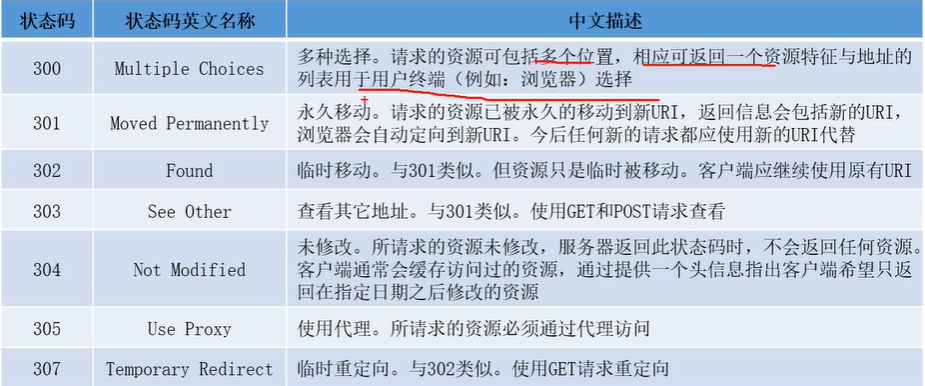 状态码 状态码英文名称 中文描述
300 Multiple Choices 多种选择。请求的资源可包括多个位置，相应可返回一个资源特征与地址的
列表用于用户终端（例如：浏览器）选择
301 Moved Permanently 永久移动。请求的资源已被永久的移动到新URI，返回信息会包括新的URI，
浏览器会自动定向到新URI。今后任何新的请求都应使用新的URI代替
302 Found 临时移动。与301类似。但资源只是临时被移动。客户端应继续使用原有URI
303 See Other 查看其它地址。与301类似。使用GET和POST请求查看
304 Not Modified 未修改。所请求的资源未修改，服务器返回此状态码时，不会返回任何资源。
客户端通常会缓存访问过的资源，通过提供一个头信息指出客户端希望只返
回在指定日期之后修改的资源
305 Use Proxy 使用代理。所请求的资源必须通过代理访问
307 Temporary Redirect 临时重定向。与302类似。使用GET请求重定向